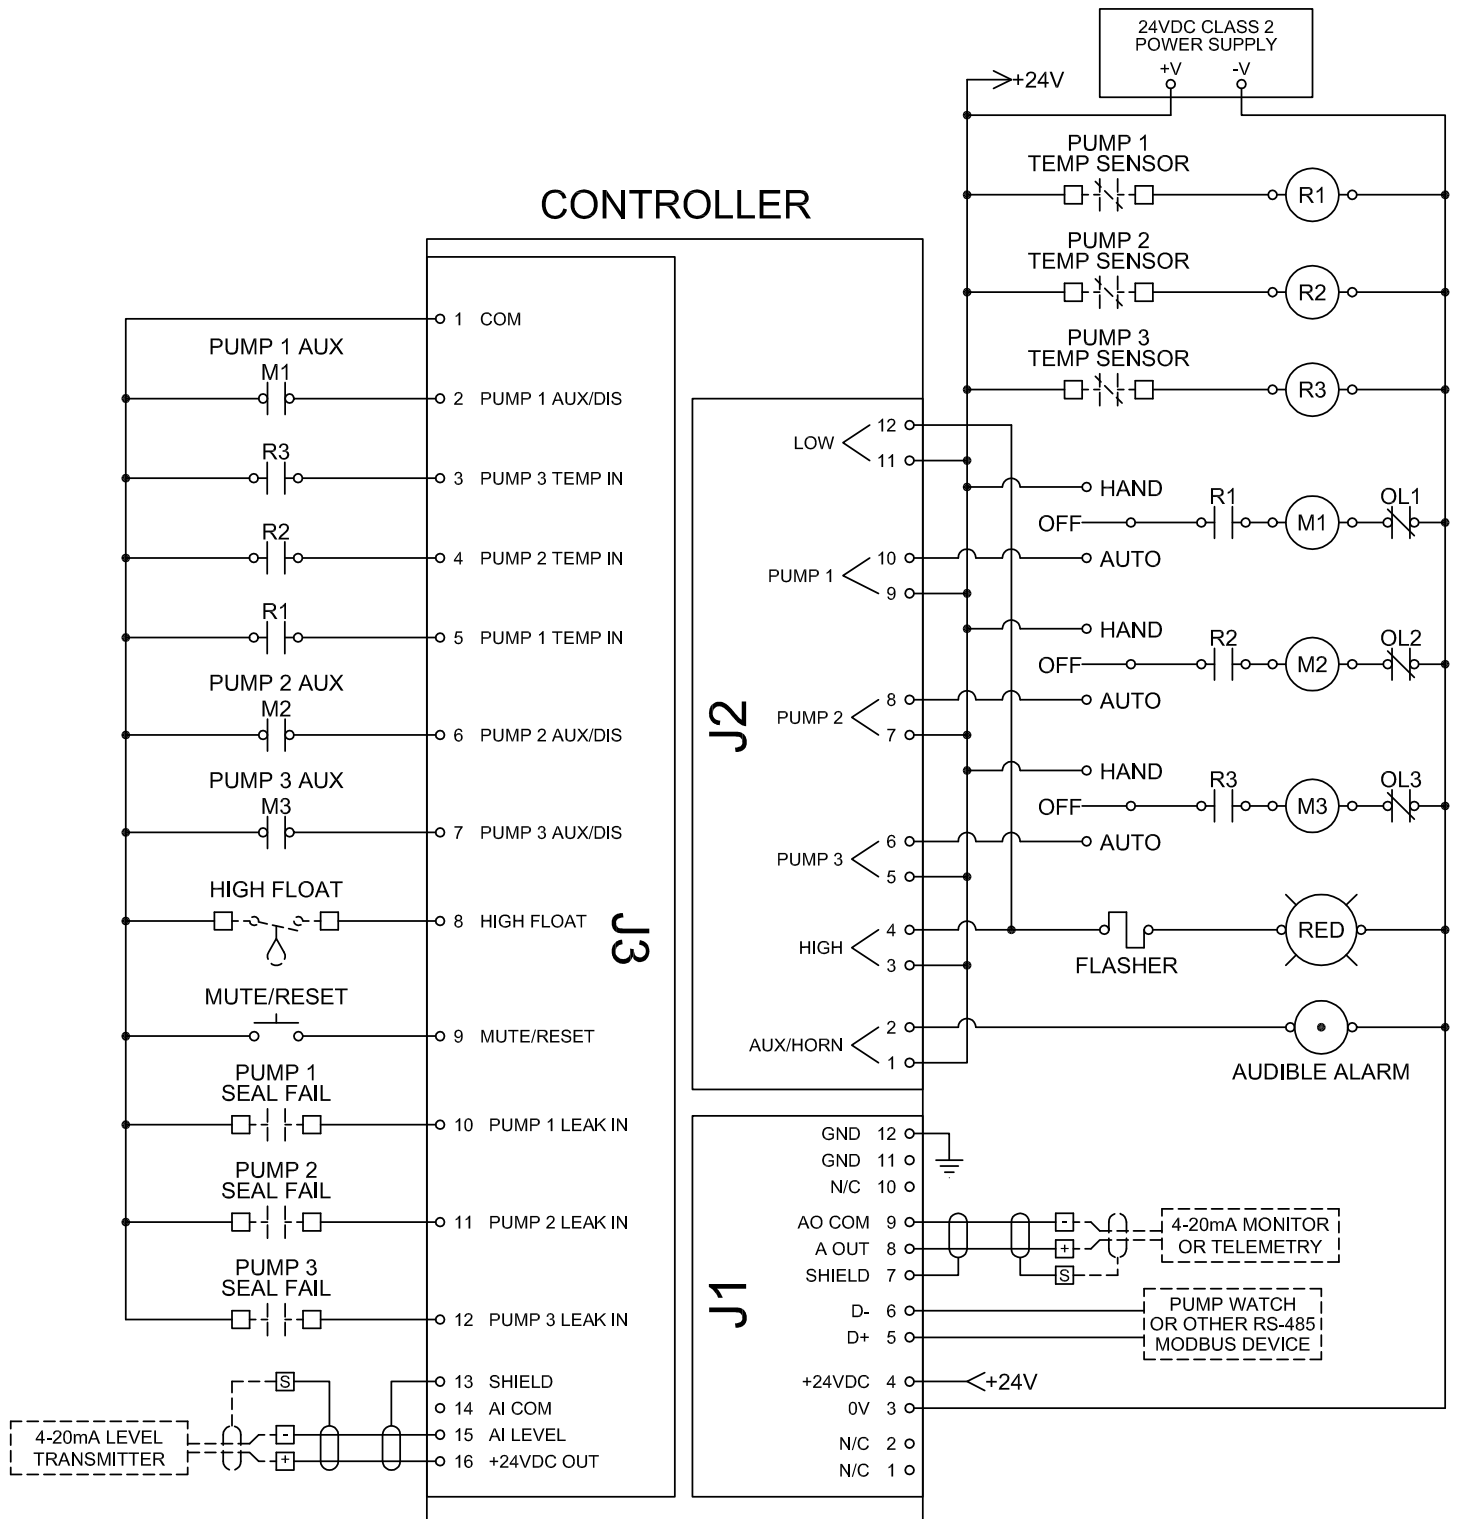 24VDC CLASS 2
POWER SUPPLY
+V -V
+24V
PUMP 1
TEMP SENSOR
R1
PUMP 2
TEMP SENSOR
R2
PUMP 3
TEMP SENSOR
R3
CONTROLLER
J3
1 COM
PUMP 1 AUX
M1
2 PUMP 1 AUX/DIS
R3
3 PUMP 3 TEMP IN
R2
4 PUMP 2 TEMP IN
R1
5 PUMP 1 TEMP IN
PUMP 2 AUX
M2
6 PUMP 2 AUX/DIS
PUMP 3 AUX
M3
7 PUMP 3 AUX/DIS
HIGH FLOAT
8 HIGH FLOAT
MUTE/RESET
9 MUTE/RESET
PUMP 1
SEAL FAIL
10 PUMP 1 LEAK IN
PUMP 2
SEAL FAIL
11 PUMP 2 LEAK IN
PUMP 3
SEAL FAIL
12 PUMP 3 LEAK IN
S
13 SHIELD
14 AI COM
-
15 AI LEVEL
+
16 +24VDC OUT
4-20mA LEVEL
TRANSMITTER
J2
LOW
12
11
PUMP 1
10
9
PUMP 2
8
7
PUMP 3
6
5
HIGH
4
3
AUX/HORN
2
1
HAND
OFF
AUTO
R1
M1
OL1
HAND
OFF
AUTO
R2
M2
OL2
HAND
OFF
AUTO
R3
M3
OL3
FLASHER
RED
AUDIBLE ALARM
J1
GND 12
GND 11
N/C 10
AO COM 9
A OUT 8
SHIELD 7
D- 6
D+ 5
+24VDC 4
0V 3
N/C 2
N/C 1
-
+
S
4-20mA MONITOR
OR TELEMETRY
PUMP WATCH
OR OTHER RS-485
MODBUS DEVICE
+24V